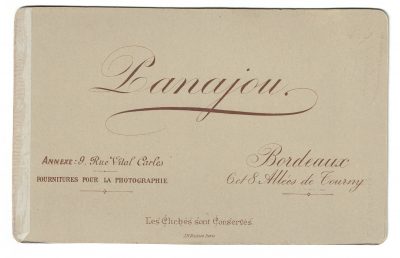 Panajou.
ANNEXE: 9, Rue Vital Carles
FOURNITURES POUR LA PHOTOGRAPHIE
Bordeaux
6 et 8 Allées de Tourny
Les Clichés sont Conservés